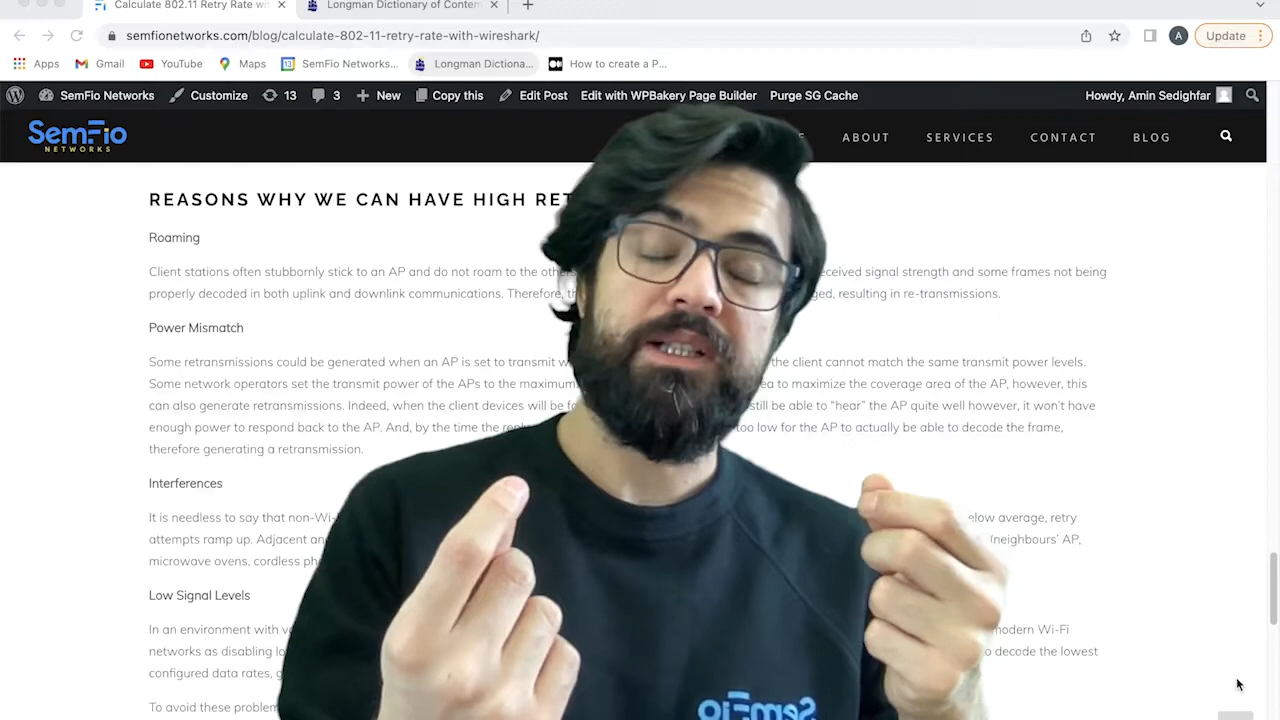 Calculate 802.11 Retry Rate wi
Longman Dictionary of Contem
semfionetworks.com/blog/calculate-802-11-retry-rate-with-wireshark/
A
Update
Apps
Gmail
YouTube
Maps
SemFio Networks...
Longman Dictiona...
How to create a P...
SemFio Networks
Customize
13
3
New
Copy this
Edit Post
Edit with WPBakery Page Builder
Purge SG Cache
Howdy, Amin Sedighfar
SemFio
NETWORKS
ABOUT
SERVICES
CONTACT
BLOG
REASONS WHY WE CAN HAVE HIGH RET
Roaming
Client stations often stubbornly stick to an AP and do not roam to the othe eceived signal strength and some frames not being
properly decoded in both uplink and downlink communications. Therefore, th ged, resulting in re-transmissions.
Power Mismatch
Some retransmissions could be generated when an AP is set to transmit w the client cannot match the same transmit power levels.
Some network operators set the transmit power of the APs to the maximum ea to maximize the coverage area of the AP, however, this
can also generate retransmissions. Indeed, when the client devices will be fa still be able to “hear” the AP quite well however, it won't have
enough power to respond back to the AP. And, by the time the reply too low for the AP to actually be able to decode the frame,
therefore generating a retransmission.
Interferences
It is needless to say that non-Wi- elow average, retry
attempts ramp up. Adjacent an (neighbours' AP,
microwave ovens, cordless ph
Low Signal Levels
In an environment with ve modern Wi-Fi
networks as disabling lo to decode the lowest
configured data rates, g
To avoid these problem
SemFio